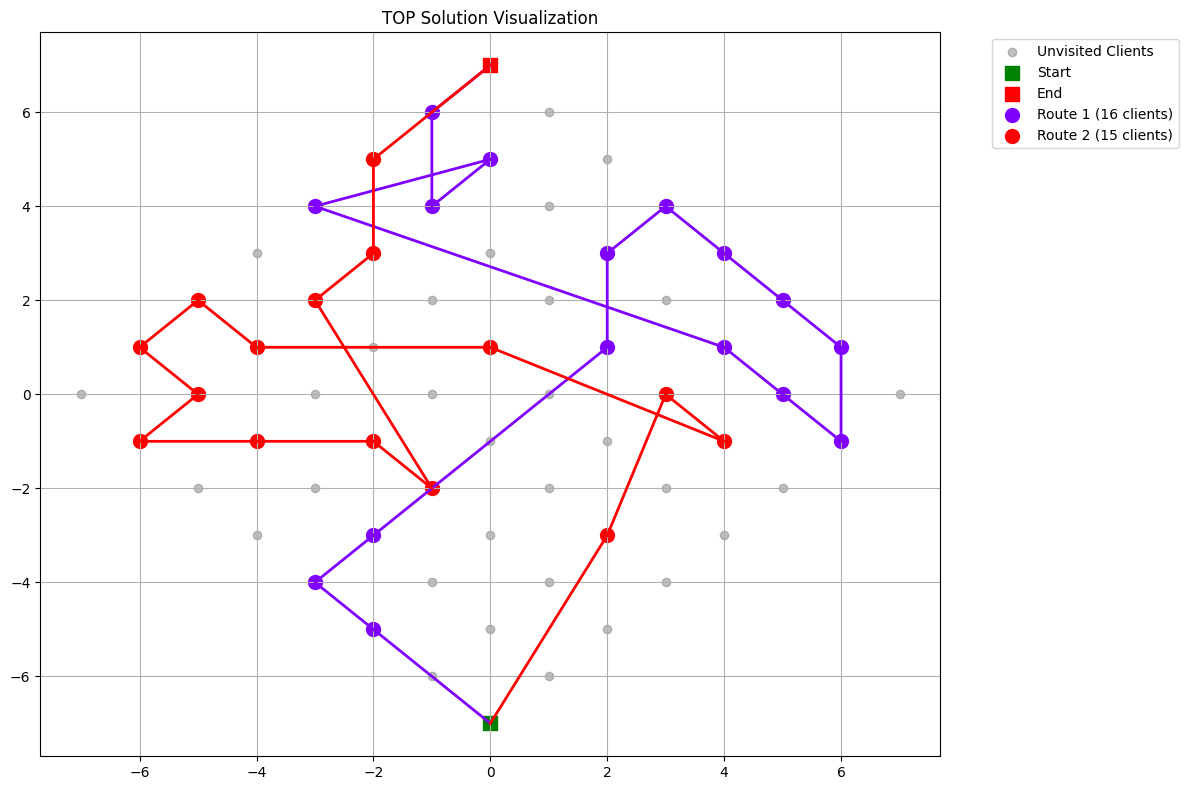 TOP Solution Visualization
Unvisited Clients
Start
End
Route 1 (16 clients)
Route 2 (15 clients)
6
4
2
0
−2
−4
−6
−6 −4 −2 0 2 4 6